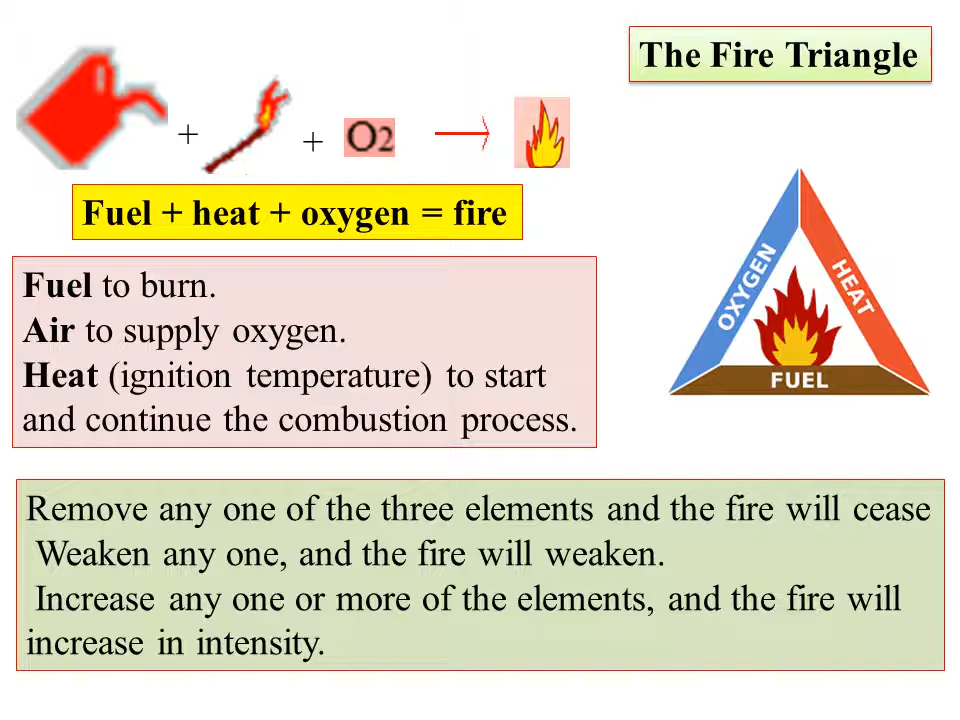 The Fire Triangle
+ + O2
Fuel + heat + oxygen = fire
Fuel to burn.
Air to supply oxygen.
Heat (ignition temperature) to start
and continue the combustion process.
OXYGEN
HEAT
FUEL
Remove any one of the three elements and the fire will cease
Weaken any one, and the fire will weaken.
Increase any one or more of the elements, and the fire will
increase in intensity.